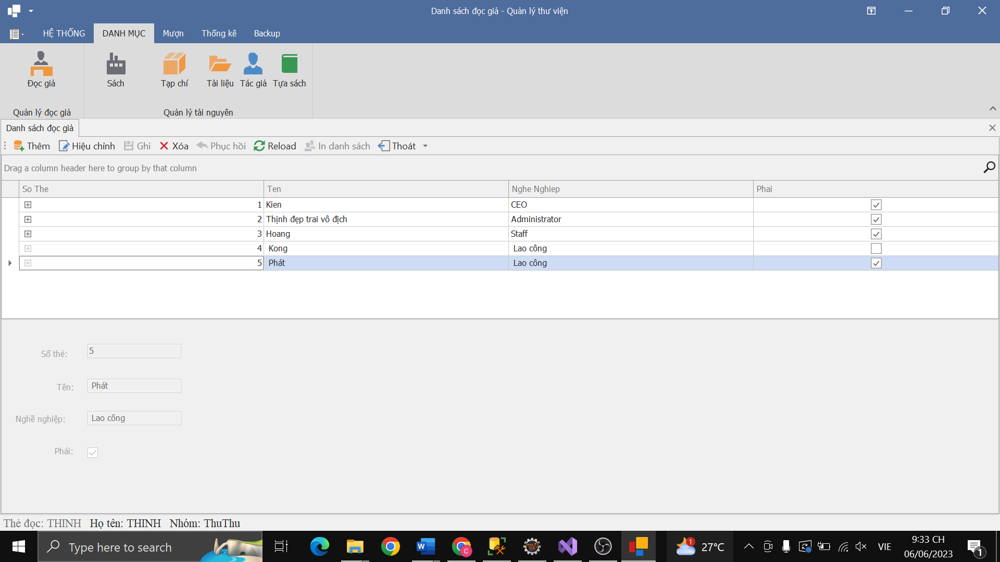 Danh sách đọc giả - Quản lý thư viện
HỆ THỐNG DANH MỤC Mượn Thống kê Backup
Đọc giả Sách Tạp chí Tài liệu Tác giả Tựa sách
Quản lý đọc giả Quản lý tài nguyên
Danh sách đọc giả
Thêm Hiệu chỉnh Ghi Xóa Phục hồi Reload In danh sách Thoát
Drag a column header here to group by that column
So The Ten Nghe Nghiep Phai
1 Kien CEO
2 Thịnh đẹp trai vô địch Administrator
3 Hoang Staff
4 Kong Lao công
5 Phát Lao công
Số thẻ: 5
Tên: Phát
Nghề nghiệp: Lao công
Phái:
Thẻ đọc: THINH Họ tên: THINH Nhóm: ThuThu
Type here to search
W
C
Java EE
IDE
1
27°C
VIE
9:33 CH
06/06/2023
1